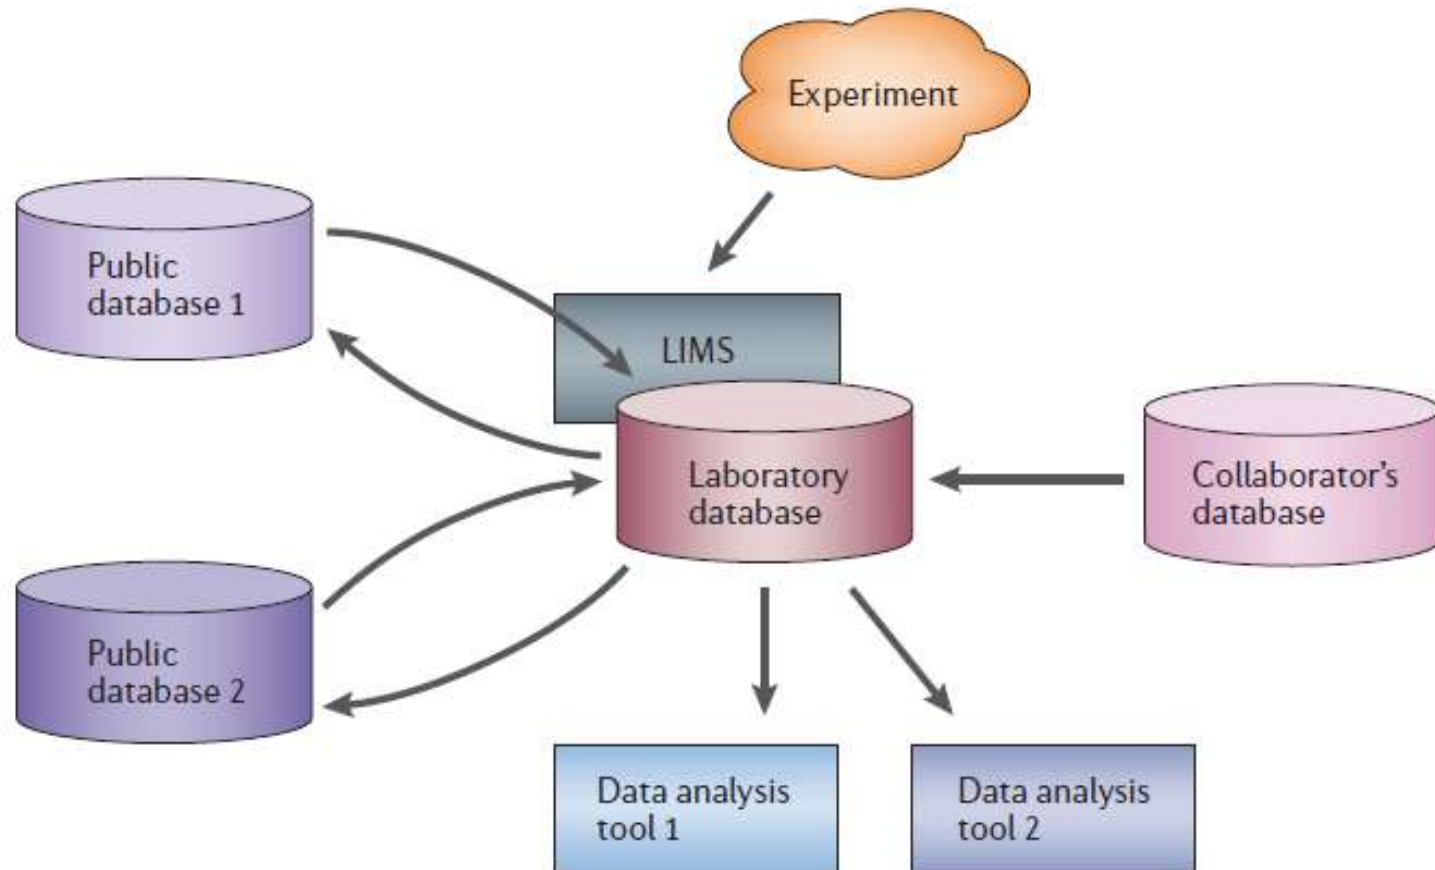 Experiment
Public
database 1
LIMS
Laboratory
database
Collaborator's
database
Public
database 2
Data analysis
tool 1
Data analysis
tool 2